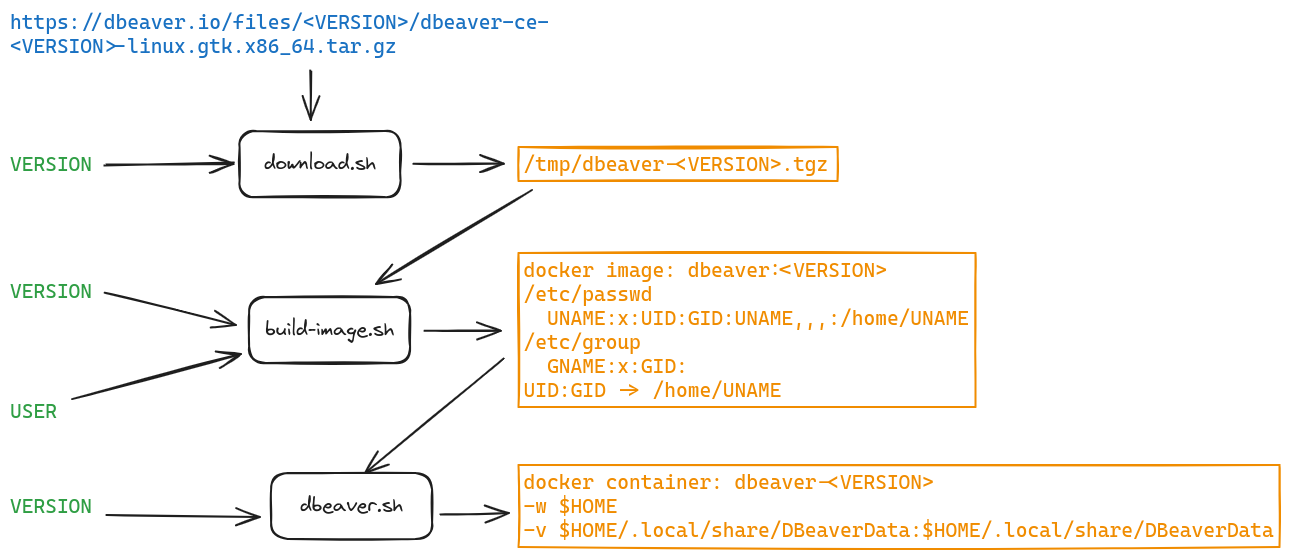 https://dbeaver.io/files/<VERSION>/dbeaver-ce-
<VERSION>-linux.gtk.x86_64.tar.gz
VERSION
download.sh
/tmp/dbeaver-<VERSION>.tgz
VERSION
USER
build-image.sh
docker image: dbeaver:<VERSION>
/etc/passwd
UNAME:x:UID:GID:UNAME,,,:/home/UNAME
/etc/group
GNAME:x:GID:
UID:GID -> /home/UNAME
VERSION
dbeaver.sh
docker container: dbeaver-<VERSION>
-w $HOME
-v $HOME/.local/share/DBeaverData:$HOME/.local/share/DBeaverData